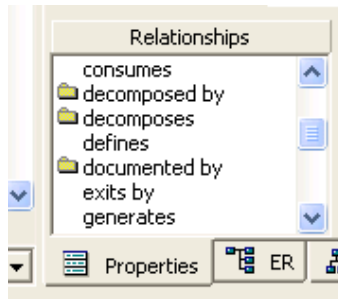 Relationships
consumes
decomposed by
decomposes
defines
documented by
exits by
generates
Properties ER